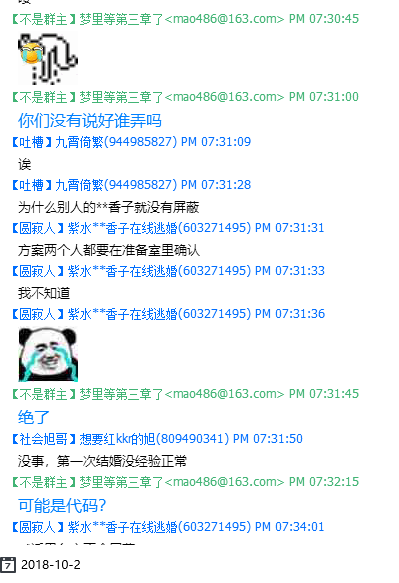 【不是群主】梦里等第三章了<mao486@163.com> PM 07:30:45
【不是群主】梦里等第三章了<mao486@163.com> PM 07:31:00
你们没有说好谁弄吗
【吐槽】九霄倚繁(944985827) PM 07:31:09
诶
【吐槽】九霄倚繁(944985827) PM 07:31:28
为什么别人的**香子就没有屏蔽
【圆寂人】紫水**香子在线逃婚(603271495) PM 07:31:31
方案两个人都要在准备室里确认
【圆寂人】紫水**香子在线逃婚(603271495) PM 07:31:33
我不知道
【圆寂人】紫水**香子在线逃婚(603271495) PM 07:31:36
【不是群主】梦里等第三章了<mao486@163.com> PM 07:31:45
绝了
【社会旭哥】想要红kkr的旭(809490341) PM 07:31:50
没事，第一次结婚没经验正常
【不是群主】梦里等第三章了<mao486@163.com> PM 07:32:15
可能是代码?
【圆寂人】紫水**香子在线逃婚(603271495) PM 07:34:01
7 2018-10-2